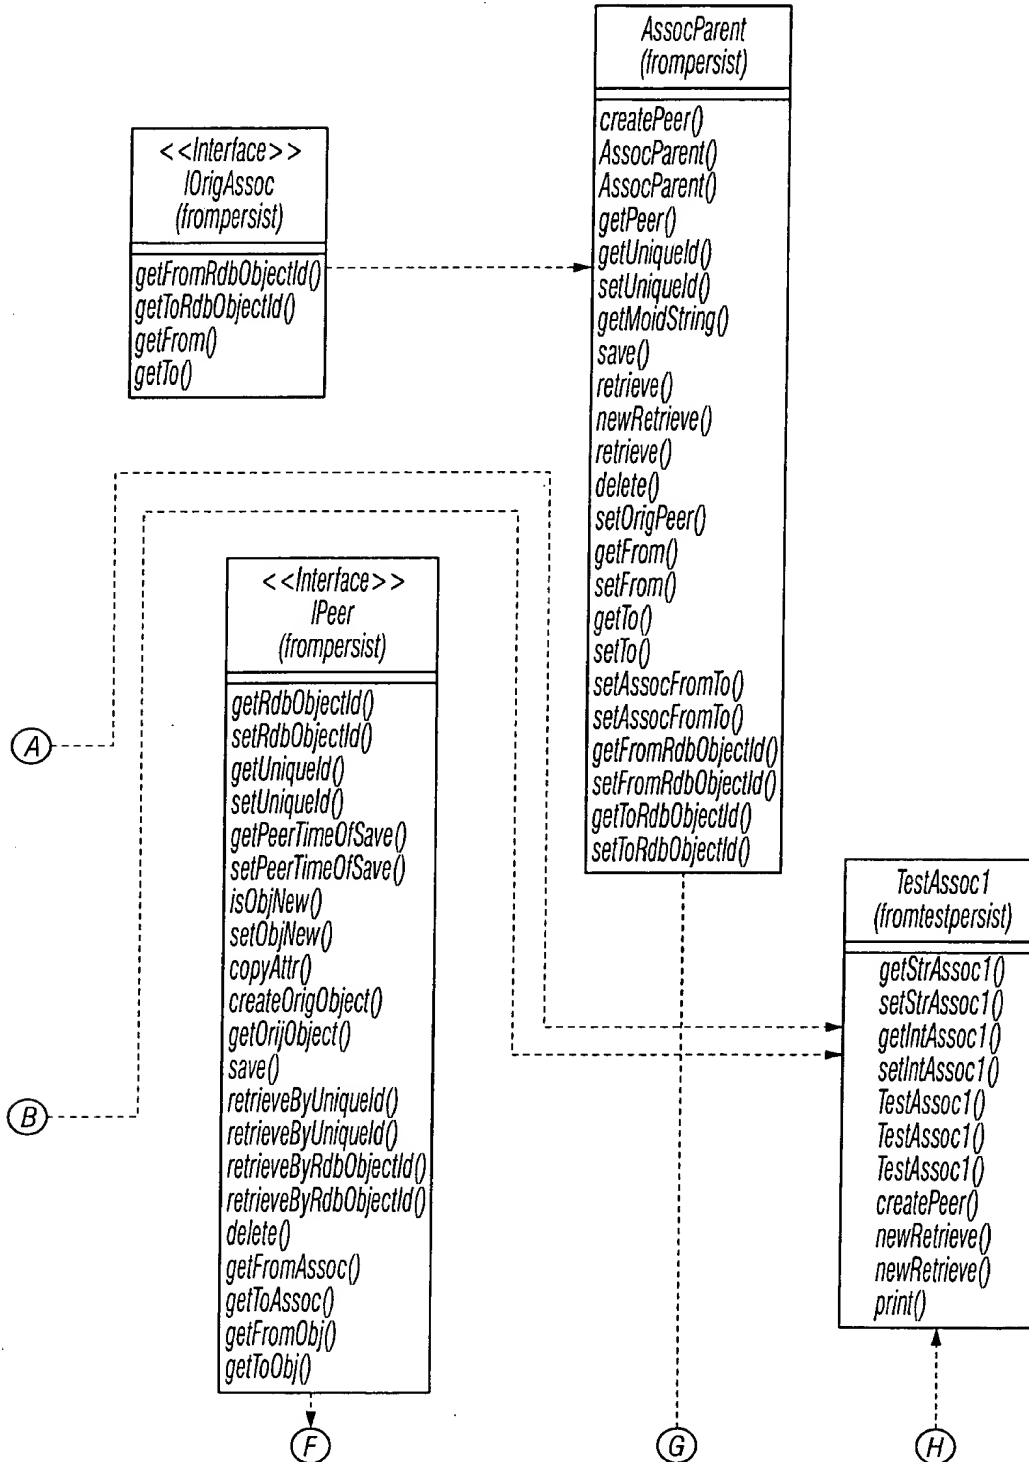 AssocParent
(frompersist)
createPeer()
AssocParent()
AssocParent()
getPeer()
getUniqueId()
setUniqueId()
getMoidString()
save()
retrieve()
newRetrieve()
retrieve()
delete()
setOrigPeer()
getFrom()
setFrom()
getTo()
setTo()
setAssocFromTo()
setAssocFromTo()
getFromRdbObjectId()
setFromRdbObjectId()
getToRdbObjectId()
setToRdbObjectId()
<<Interface>>
IOrigAssoc
(frompersist)
getFromRdbObjectId()
getToRdbObjectId()
getFrom()
getTo()
<<Interface>>
IPeer
(frompersist)
getRdbObjectId()
setRdbObjectId()
getUniqueId()
setUniqueId()
getPeerTimeOfSave()
setPeerTimeOfSave()
isObjNew()
setObjNew()
copyAttr()
createOrigObject()
getOrijObject()
save()
retrieveByUniqueId()
retrieveByUniqueId()
retrieveByRdbObjectId()
retrieveByRdbObjectId()
delete()
getFromAssoc()
getToAssoc()
getFromObj()
getToObj()
A
B
TestAssoc1
(fromtestpersist)
getStrAssoc1()
setStrAssoc1()
getIntAssoc1()
setIntAssoc1()
TestAssoc1()
TestAssoc1()
TestAssoc1()
createPeer()
newRetrieve()
newRetrieve()
print()
F
G
H